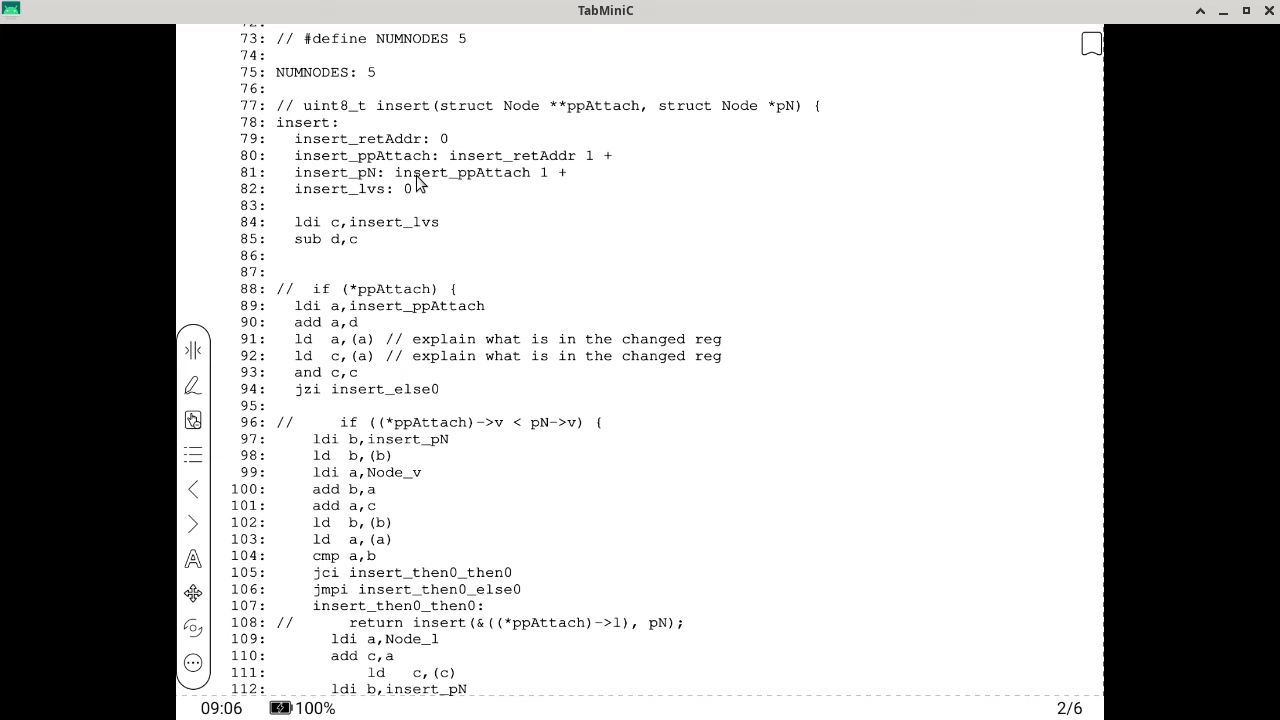 TabMiniC
72:
73: // #define NUMNODES 5
74:
75: NUMNODES: 5
76:
77: // uint8_t insert(struct Node **ppAttach, struct Node *pN) {
78: insert:
79:   insert_retAddr: 0
80:   insert_ppAttach: insert_retAddr 1 +
81:   insert_pN: insert_ppAttach 1 +
82:   insert_lvs: 0
83:
84:   ldi c,insert_lvs
85:   sub d,c
86:
87:
88: //  if (*ppAttach) {
89:   ldi a,insert_ppAttach
90:   add a,d
91:   ld  a,(a) // explain what is in the changed reg
92:   ld  c,(a) // explain what is in the changed reg
93:   and c,c
94:   jzi insert_else0
95:
96: //     if ((*ppAttach)->v < pN->v) {
97:     ldi b,insert_pN
98:     ld  b,(b)
99:     ldi a,Node_v
100:     add b,a
101:     add a,c
102:     ld  b,(b)
103:     ld  a,(a)
104:     cmp a,b
105:     jci insert_then0_then0
106:     jmpi insert_then0_else0
107:     insert_then0_then0:
108: //      return insert(&((*ppAttach)->l), pN);
109:       ldi a,Node_l
110:       add c,a
111:           ld   c,(c)
112:       ldi b,insert_pN
09:06 100% 2/6